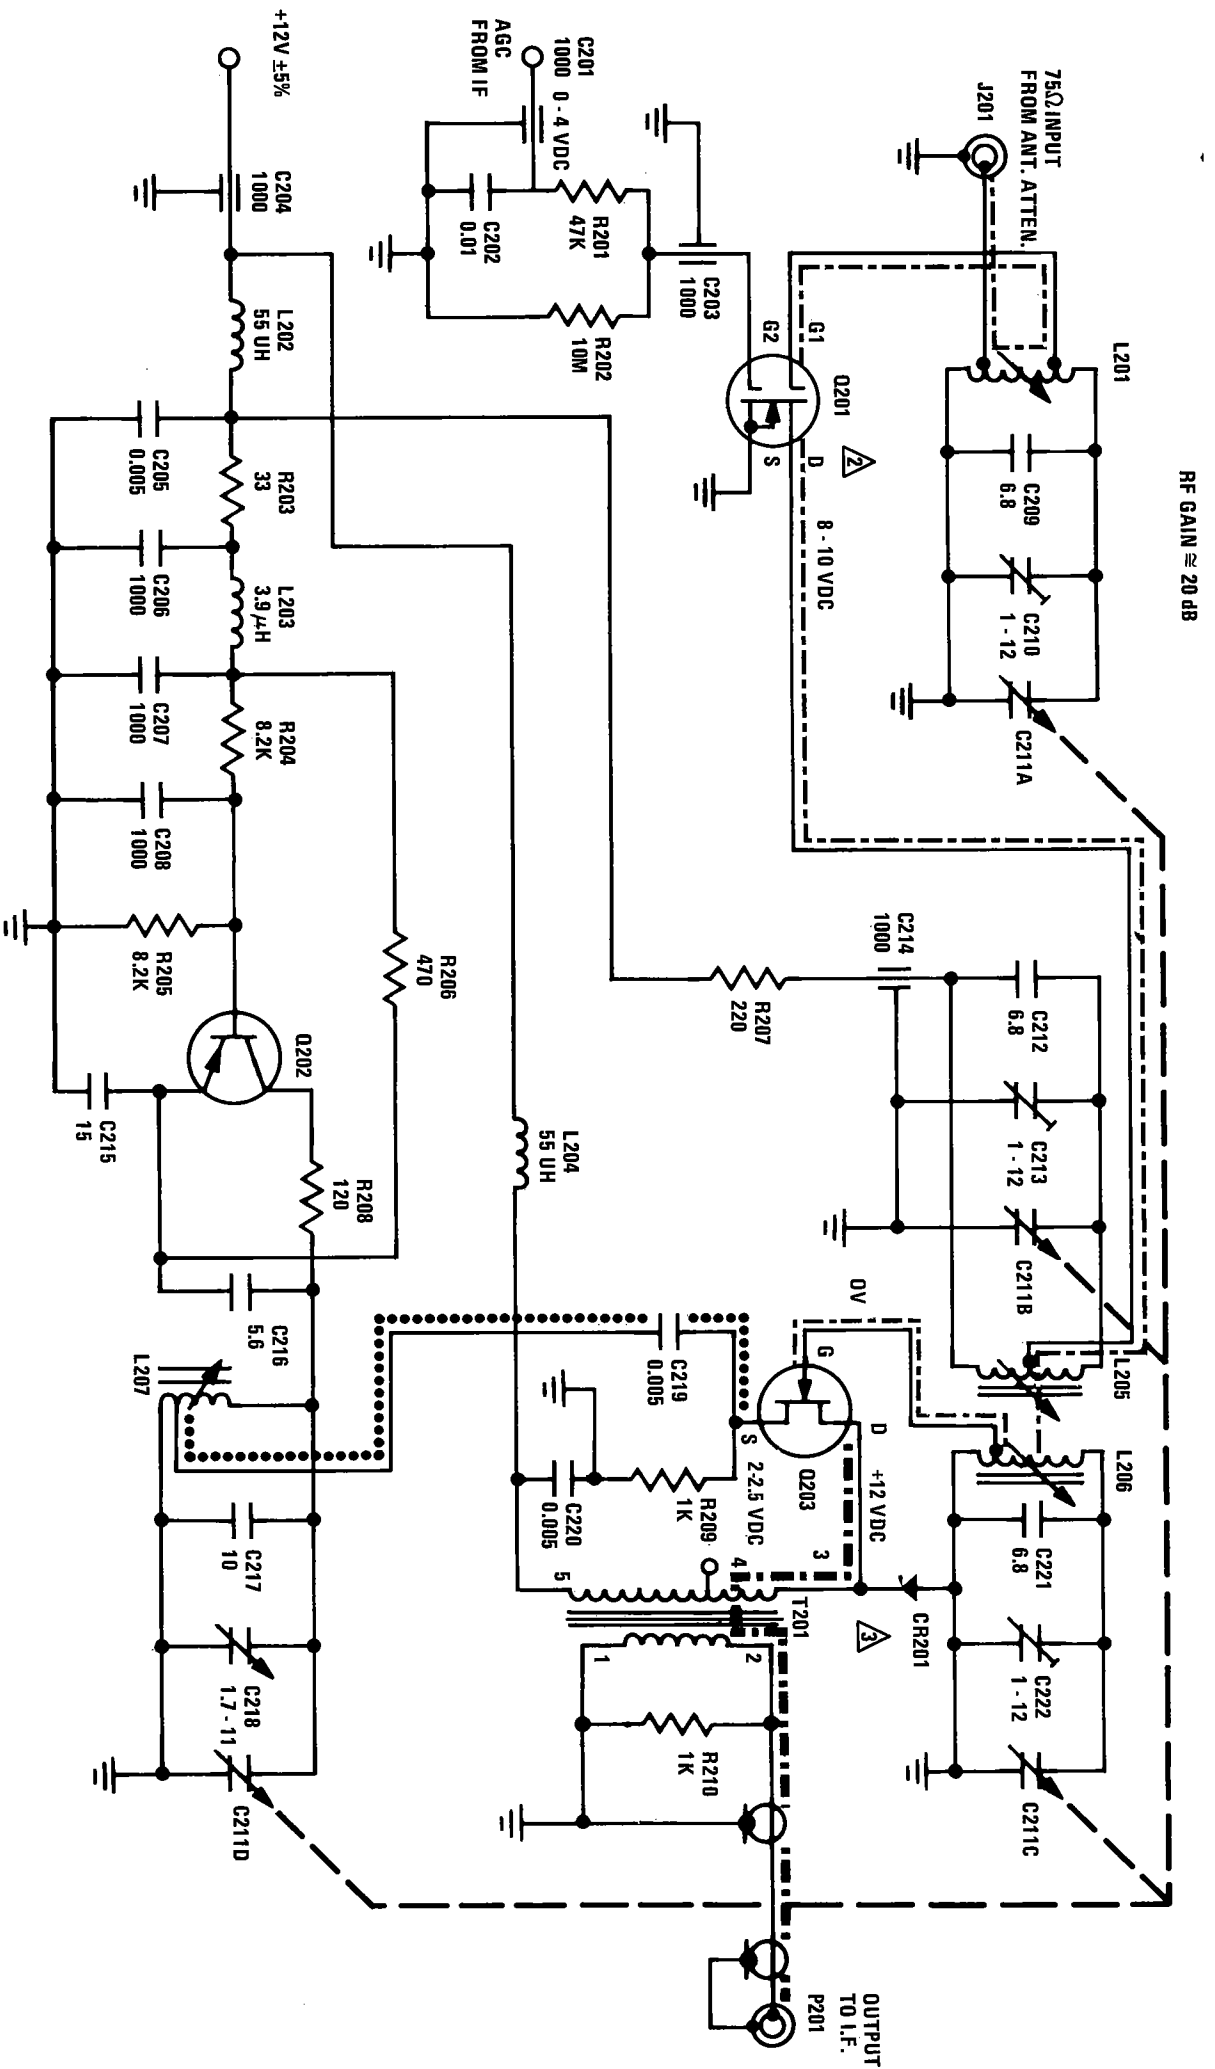 RF GAIN ≅ 20 dB
75Ω INPUT
FROM ANT. ATTEN.
J201
L201
C209
6.8
C210
1 - 12
C211A
C212
6.8
C213
1 - 12
C211B
L205
L206
C221
6.8
C222
1 - 12
C211C
AGC
FROM IF
C201
1000
0 - 4 VDC
R201
47K
C202
0.01
R202
10M
C203
1000
G1
G2
Q201
D
S
2
8 - 10 VDC
C214
1000
R207
220
0V
G
D
S
Q203
+12 VDC
2-2.5 VDC
C219
0.005
C220
0.005
R209
1K
3
4
5
T201
3
CR201
1
2
R210
1K
OUTPUT
TO I.F.
P201
+12V ±5%
C204
1000
L202
55 UH
C205
0.005
R203
33
C206
1000
L203
3.9μH
C207
1000
R204
8.2K
C208
1000
R205
8.2K
R206
470
Q202
C215
15
L204
55 UH
R208
120
C216
5.6
L207
C217
10
C218
1.7 - 11
C211D